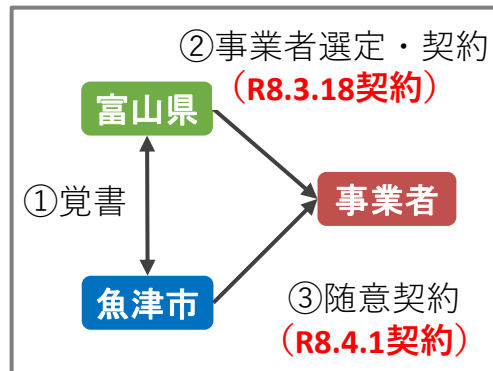 ②事業者選定・契約
（R8.3.18契約）
富山県
①覚書
事業者
魚津市
③随意契約
（R8.4.1契約）